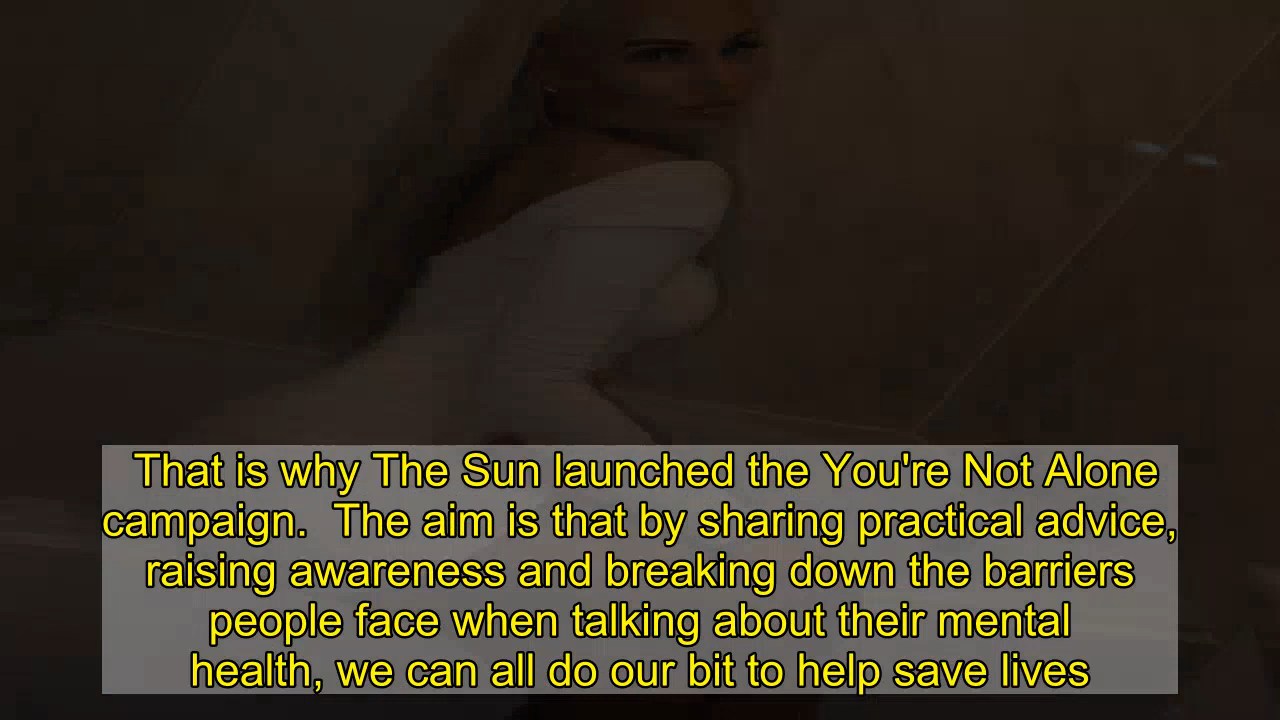 That is why The Sun launched the You're Not Alone
campaign.  The aim is that by sharing practical advice,
raising awareness and breaking down the barriers
people face when talking about their mental
health, we can all do our bit to help save lives